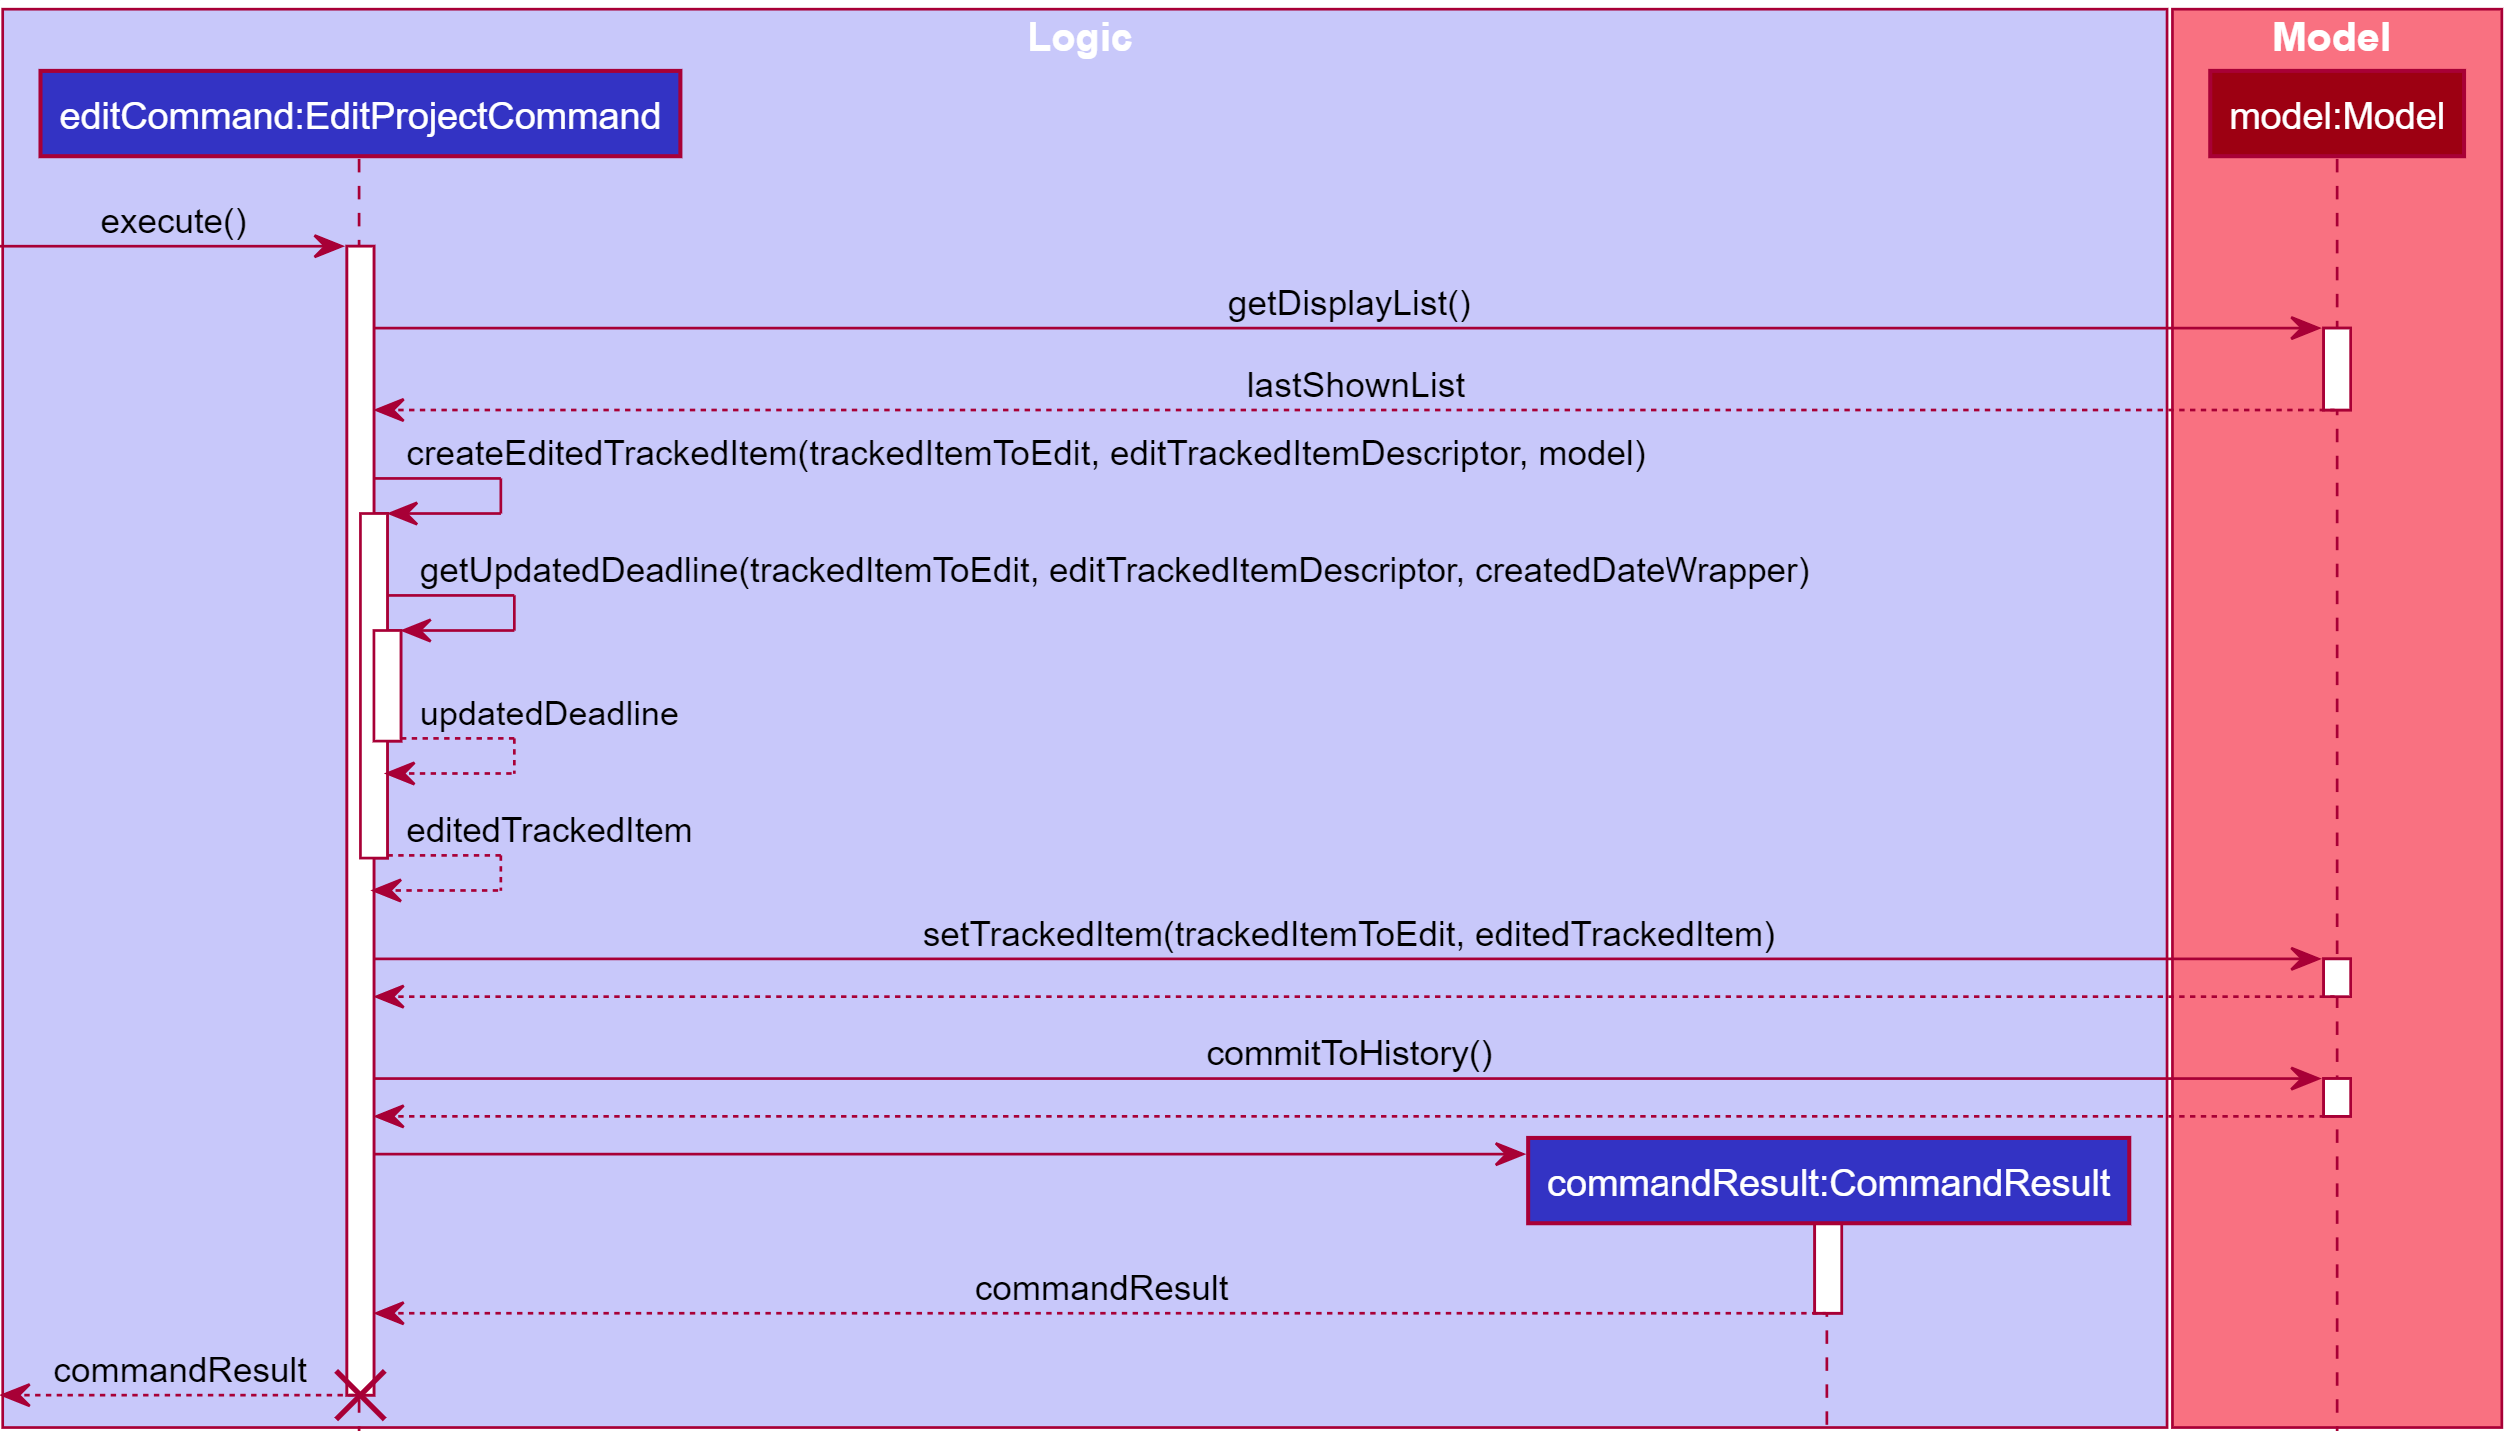 Logic
Model
editCommand:EditProjectCommand
model:Model
execute()
getDisplayList()
lastShownList
createEditedTrackedItem(trackedItemToEdit, editTrackedItemDescriptor, model)
getUpdatedDeadline(trackedItemToEdit, editTrackedItemDescriptor, createdDateWrapper)
updatedDeadline
editedTrackedItem
setTrackedItem(trackedItemToEdit, editedTrackedItem)
commitToHistory()
commandResult:CommandResult
commandResult
commandResult